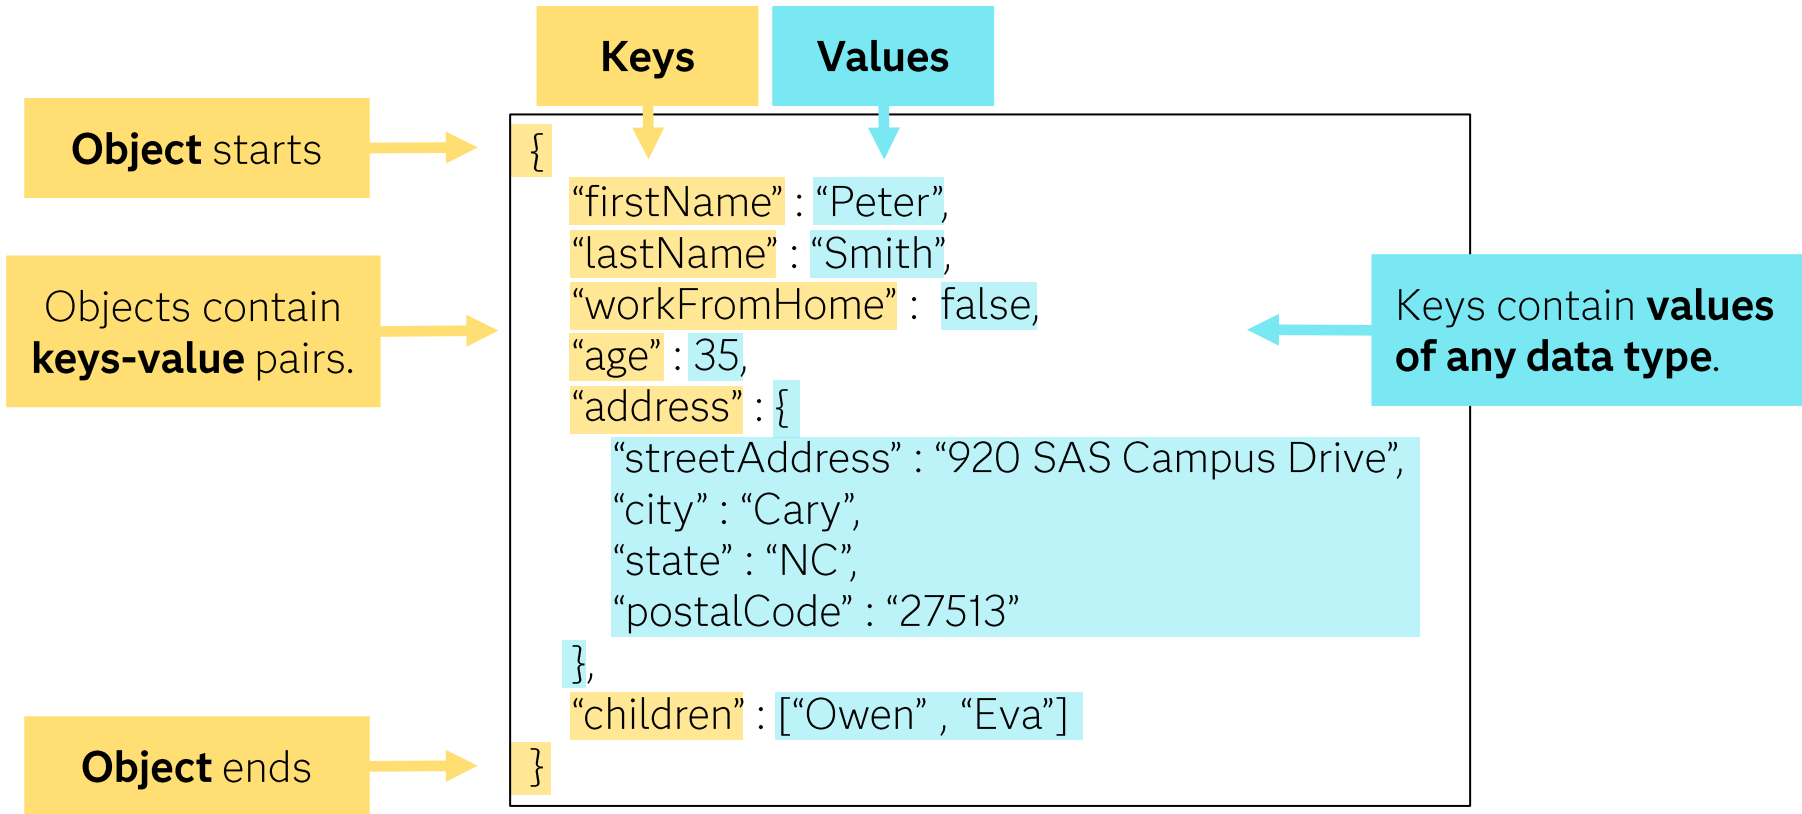 Keys
Values
Object starts
{
“firstName” : “Peter”,
“lastName” : “Smith”,
“workFromHome” : false,
“age” : 35,
“address” : {
“streetAddress” : “920 SAS Campus Drive”,
“city” : “Cary”,
“state” : “NC”,
“postalCode” : “27513”
},
“children” : [“Owen” , “Eva”]
}
Objects contain
keys-value pairs.
Keys contain values
of any data type.
Object ends